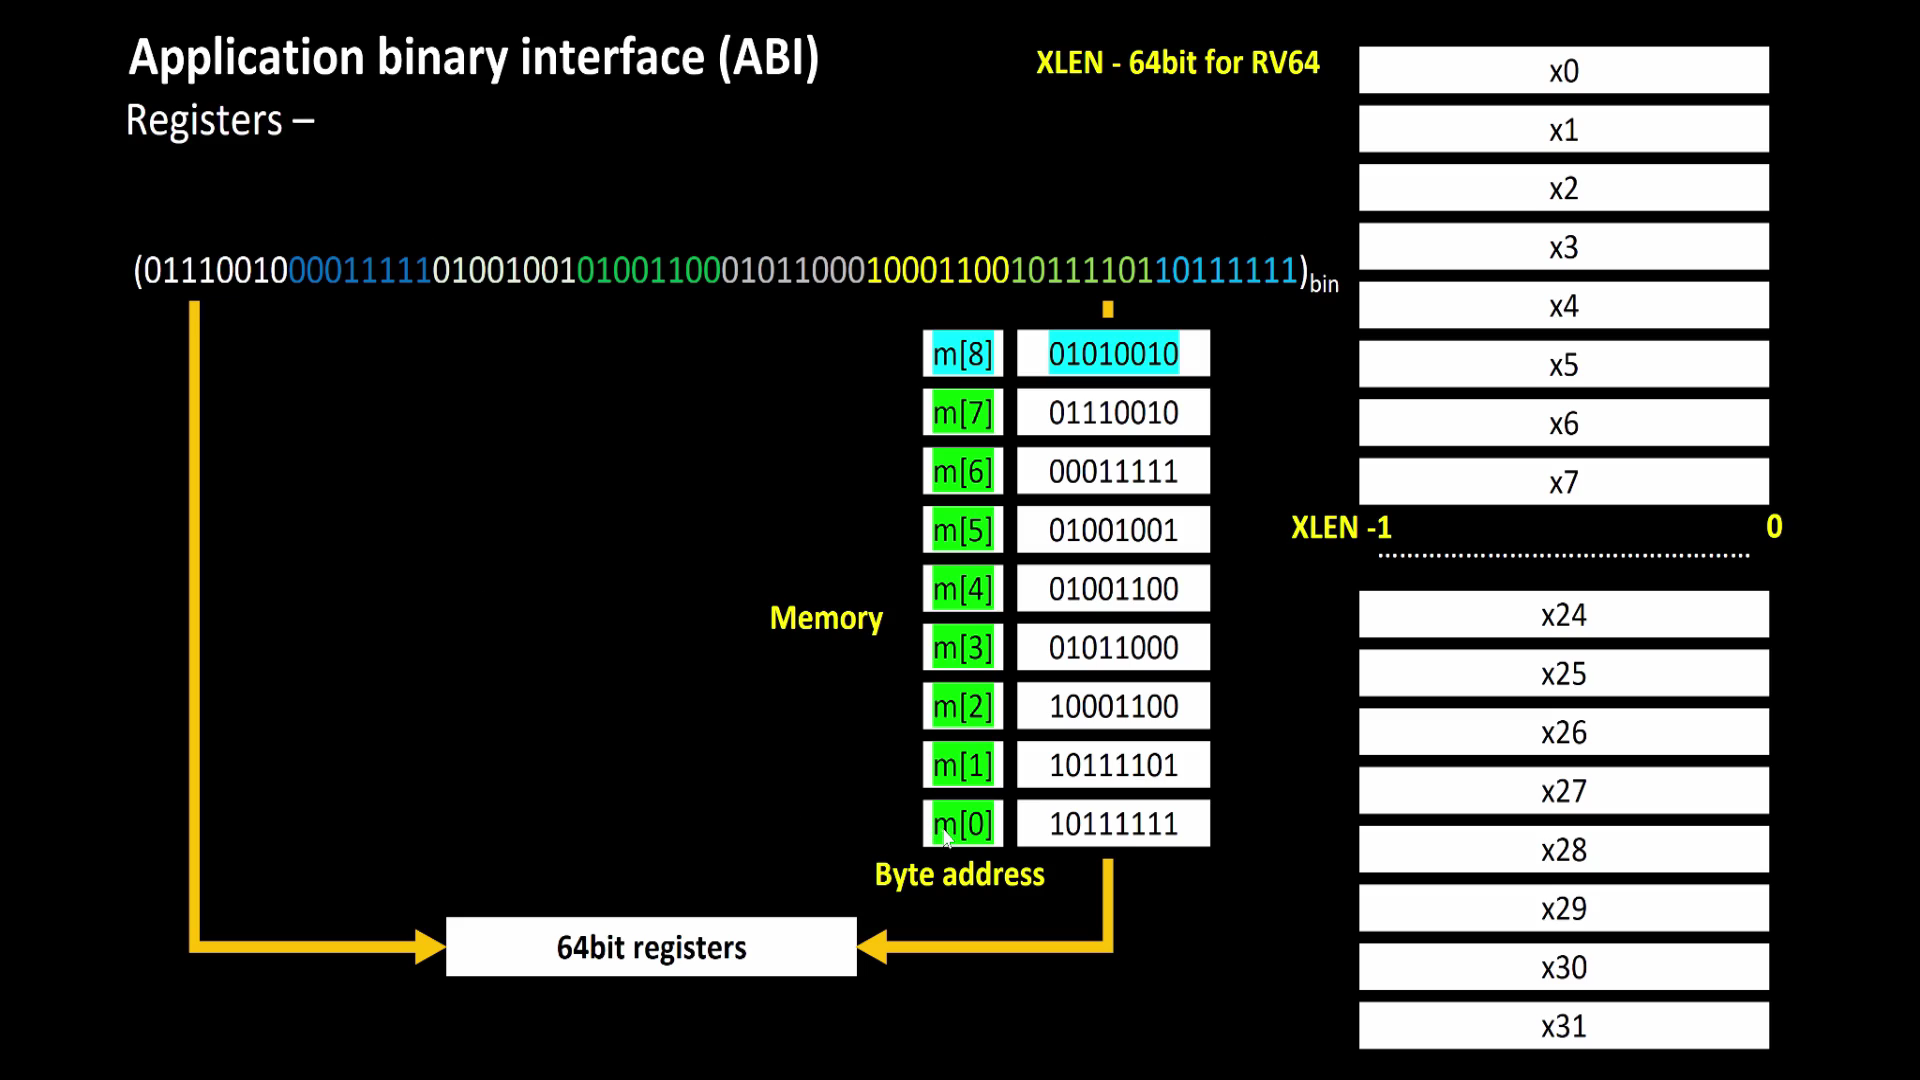 Application binary interface (ABI)
Registers –
XLEN - 64bit for RV64
(0111001000011111010010010100110001011000100011001011110110111111)bin
m[8] 01010010
m[7] 01110010
m[6] 00011111
m[5] 01001001
m[4] 01001100
m[3] 01011000
m[2] 10001100
m[1] 10111101
m[0] 10111111
Memory
Byte address
64bit registers
x0
x1
x2
x3
x4
x5
x6
x7
XLEN -1 0
x24
x25
x26
x27
x28
x29
x30
x31